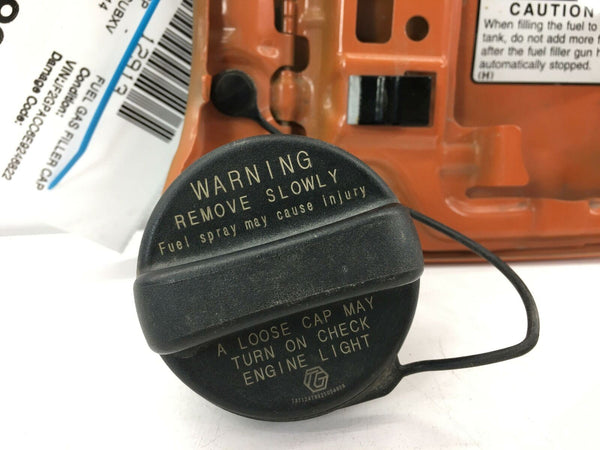 WARNING
REMOVE SLOWLY
Fuel spray may cause injury
A LOOSE CAP MAY
TURN ON CHECK
ENGINE LIGHT
TG
CAUTION
When filling the fuel to
tank, do not add more f
after the fuel filler gun h
automatically stopped.
(H)
12913
FUEL GAS FILLER CAP
Condition:
Damage Code: